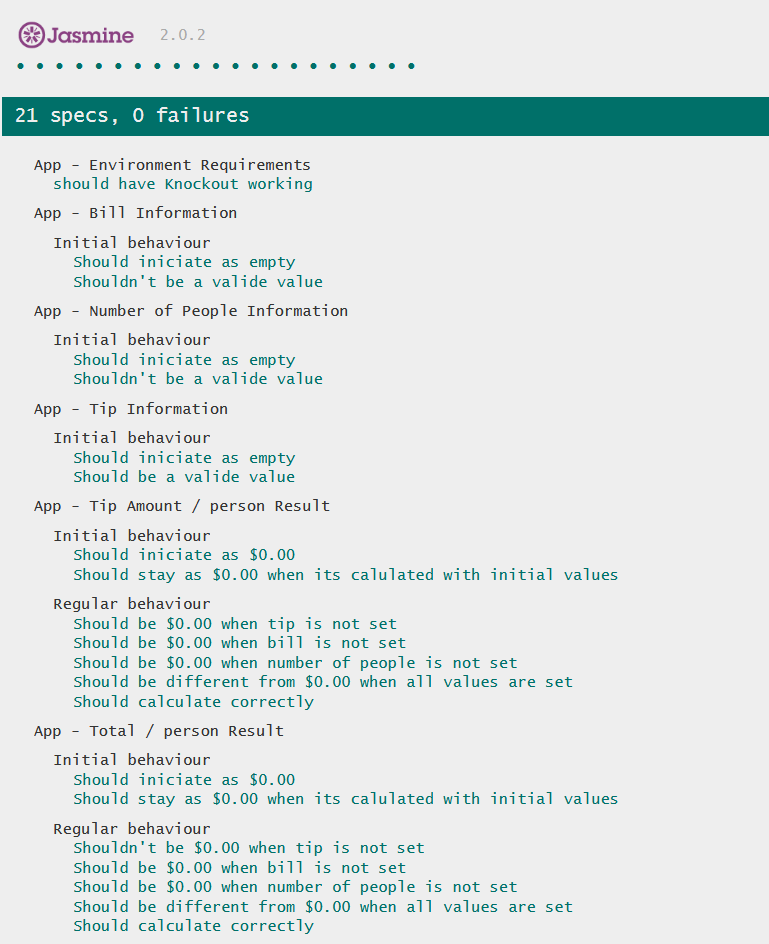 Jasmine 2.0.2
21 specs, 0 failures
App - Environment Requirements
should have Knockout working
App - Bill Information
Initial behaviour
Should iniciate as empty
Shouldn't be a valide value
App - Number of People Information
Initial behaviour
Should iniciate as empty
Shouldn't be a valide value
App - Tip Information
Initial behaviour
Should iniciate as empty
Should be a valide value
App - Tip Amount / person Result
Initial behaviour
Should iniciate as $0.00
Should stay as $0.00 when its calulated with initial values
Regular behaviour
Should be $0.00 when tip is not set
Should be $0.00 when bill is not set
Should be $0.00 when number of people is not set
Should be different from $0.00 when all values are set
Should calculate correctly
App - Total / person Result
Initial behaviour
Should iniciate as $0.00
Should stay as $0.00 when its calulated with initial values
Regular behaviour
Shouldn't be $0.00 when tip is not set
Should be $0.00 when bill is not set
Should be $0.00 when number of people is not set
Should be different from $0.00 when all values are set
Should calculate correctly